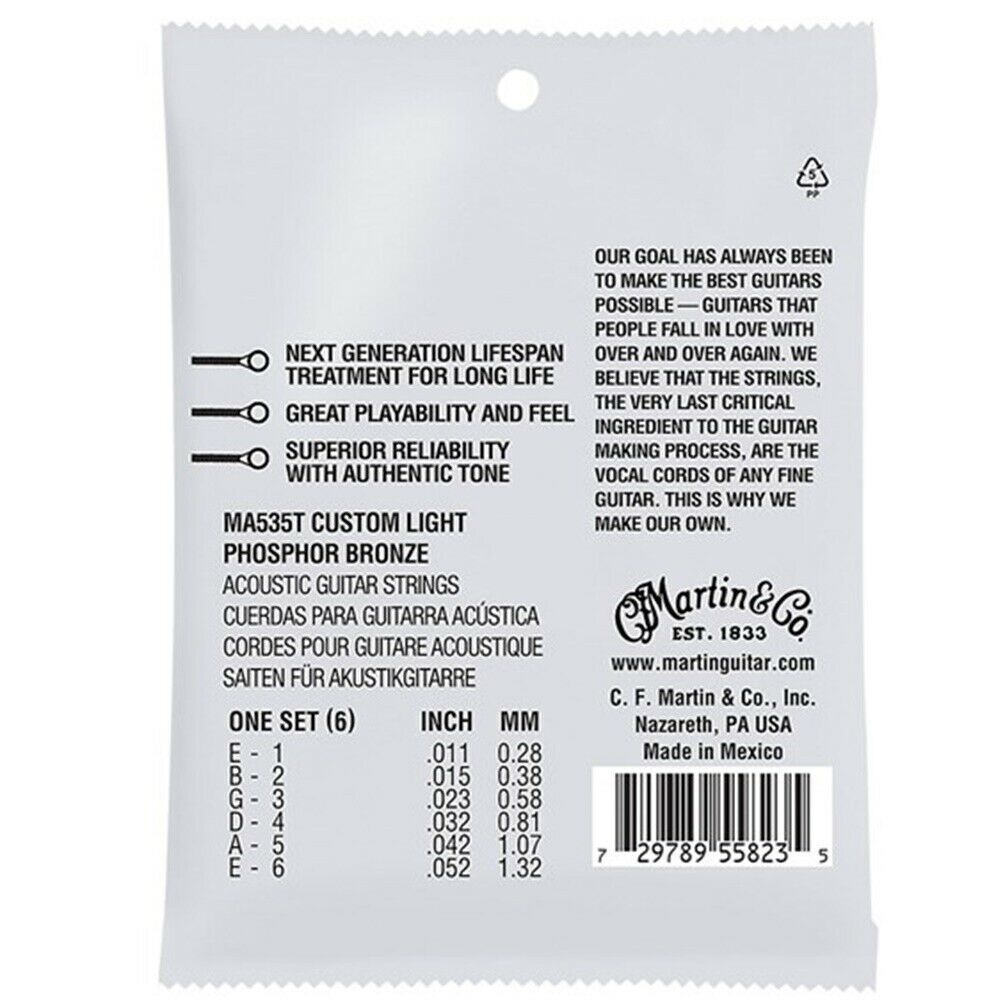 5
PP
OUR GOAL HAS ALWAYS BEEN
TO MAKE THE BEST GUITARS
POSSIBLE — GUITARS THAT
PEOPLE FALL IN LOVE WITH
OVER AND OVER AGAIN. WE
BELIEVE THAT THE STRINGS,
THE VERY LAST CRITICAL
INGREDIENT TO THE GUITAR
MAKING PROCESS, ARE THE
VOCAL CORDS OF ANY FINE
GUITAR. THIS IS WHY WE
MAKE OUR OWN.
NEXT GENERATION LIFESPAN
TREATMENT FOR LONG LIFE
GREAT PLAYABILITY AND FEEL
SUPERIOR RELIABILITY
WITH AUTHENTIC TONE
MA535T CUSTOM LIGHT
PHOSPHOR BRONZE
ACOUSTIC GUITAR STRINGS
CUERDAS PARA GUITARRA ACÚSTICA
CORDES POUR GUITARE ACOUSTIQUE
SAITEN FÜR AKUSTIKGITARRE
ONE SET (6) INCH MM
E - 1 .011 0.28
B - 2 .015 0.38
G - 3 .023 0.58
D - 4 .032 0.81
A - 5 .042 1.07
E - 6 .052 1.32
CF Martin & Co.
EST. 1833
www.martinguitar.com
C. F. Martin & Co., Inc.
Nazareth, PA USA
Made in Mexico
7 29789 55823 5